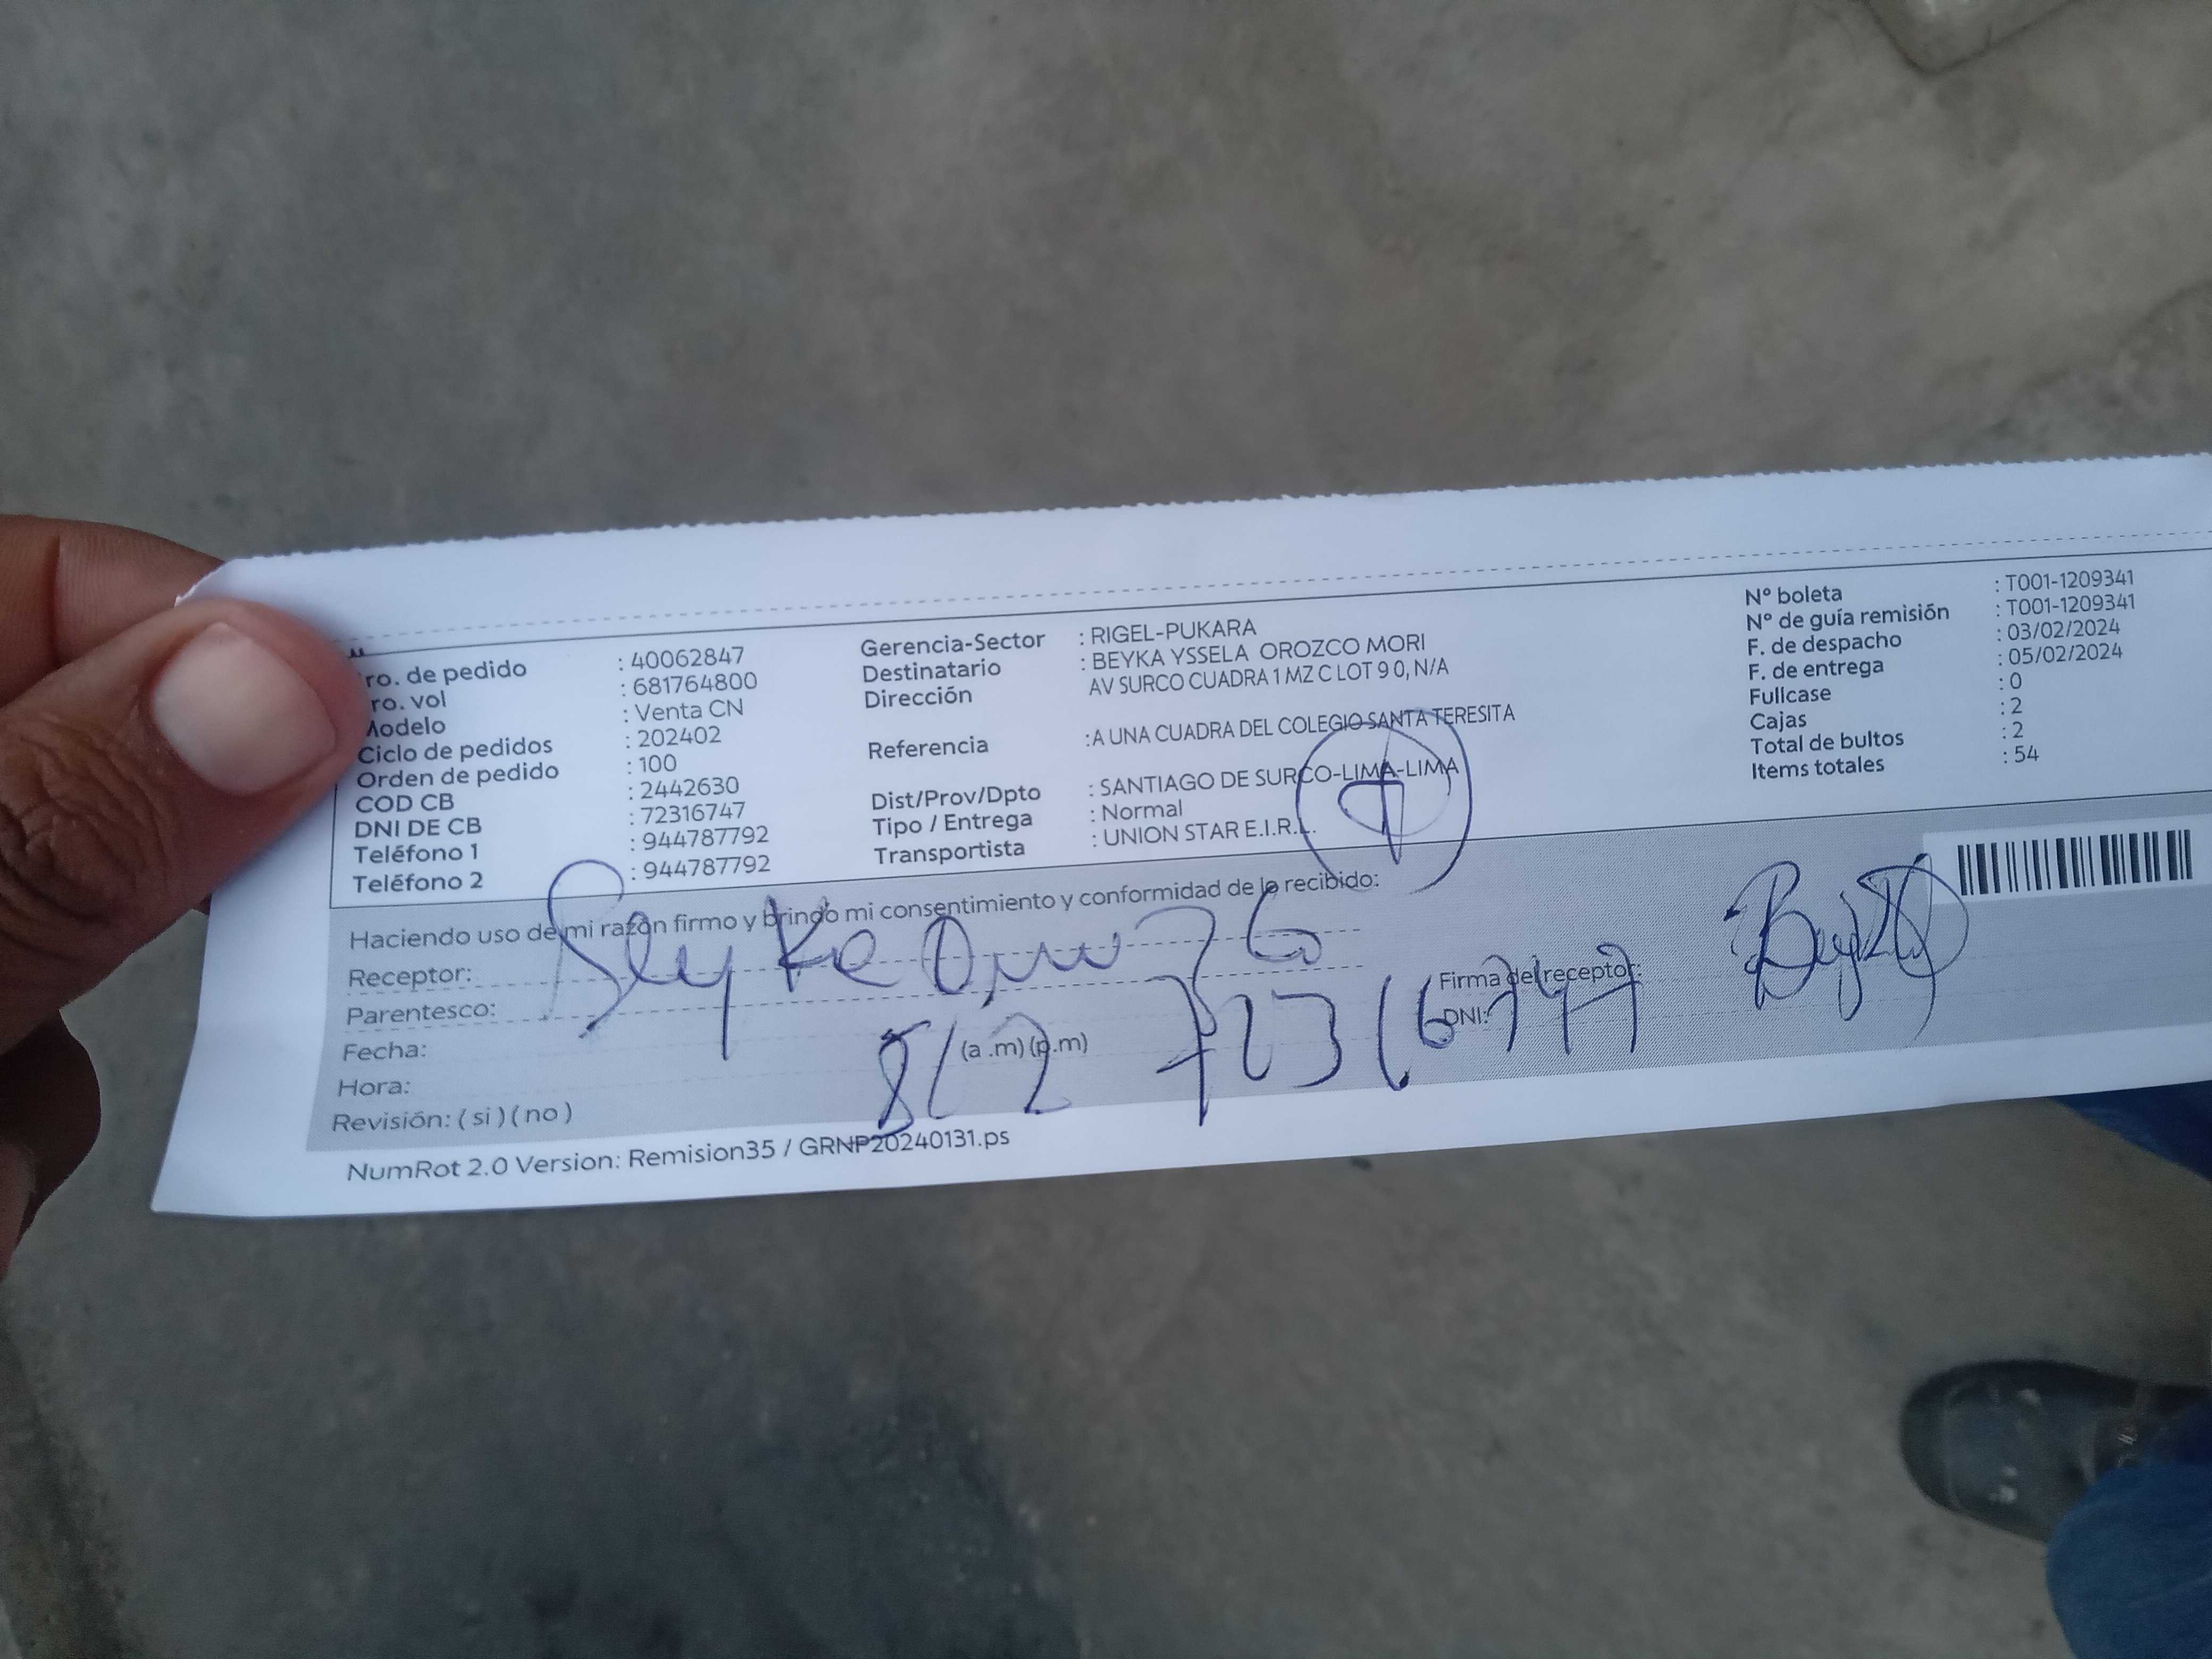 ro. de pedido : 40062847
ro. vol : 681764800
Modelo : Venta CN
Ciclo de pedidos : 202402
Orden de pedido : 100
COD CB : 2442630
DNI DE CB : 72316747
Teléfono 1 : 944787792
Teléfono 2 : 944787792
Gerencia-Sector : RIGEL-PUKARA
Destinatario : BEYKA YSSELA OROZCO MORI
Dirección AV SURCO CUADRA 1 MZ C LOT 9 0, N/A
Referencia :A UNA CUADRA DEL COLEGIO SANTA TERESITA
Dist/Prov/Dpto : SANTIAGO DE SURCO-LIMA-LIMA
Tipo / Entrega : Normal
Transportista : UNION STAR E.I.R.L.
N° boleta : T001-1209341
N° de guía remisión : T001-1209341
F. de despacho : 03/02/2024
F. de entrega : 05/02/2024
Fullcase : 0
Cajas : 2
Total de bultos : 2
Items totales : 54
Haciendo uso de mi razón firmo y brindo mi consentimiento y conformidad de lo recibido:
Receptor:
Parentesco:
Fecha:
Hora: (a .m) (p.m)
8/2
Revisión: ( si ) ( no )
Firma del receptor:
DNI: 72316747
NumRot 2.0 Version: Remision35 / GRNP20240131.ps